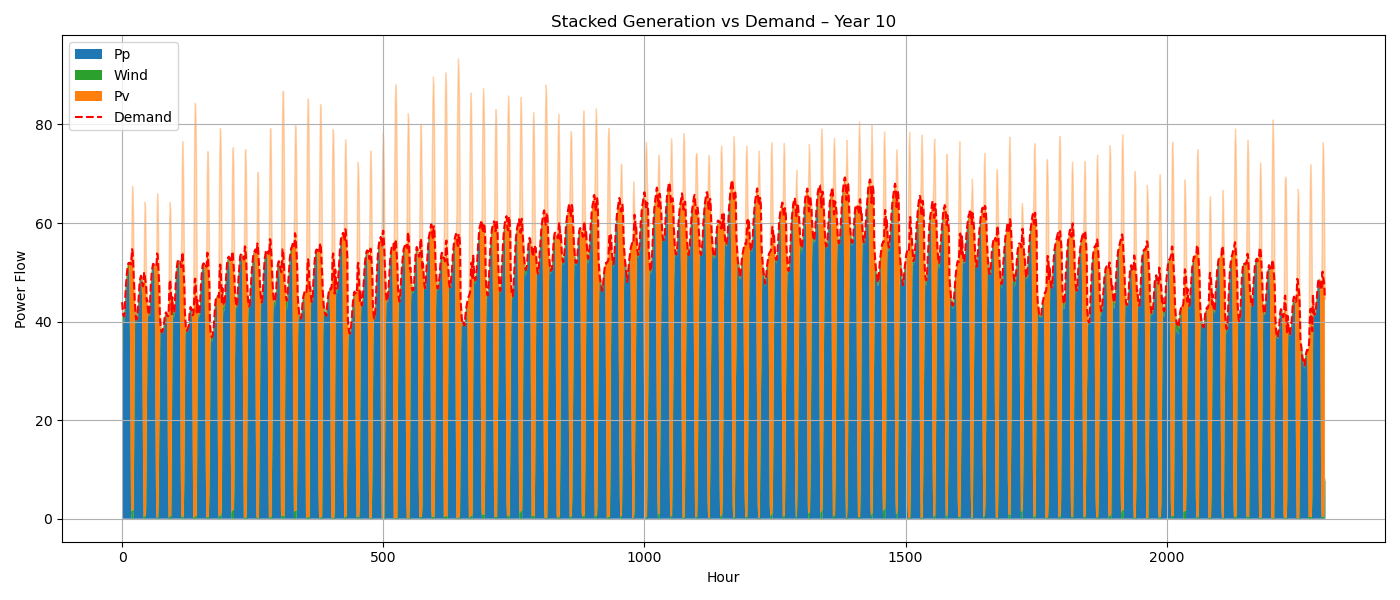 Stacked Generation vs Demand – Year 10
Pp
Wind
Pv
Demand
Power Flow
80
60
40
20
0
0 500 1000 1500 2000
Hour